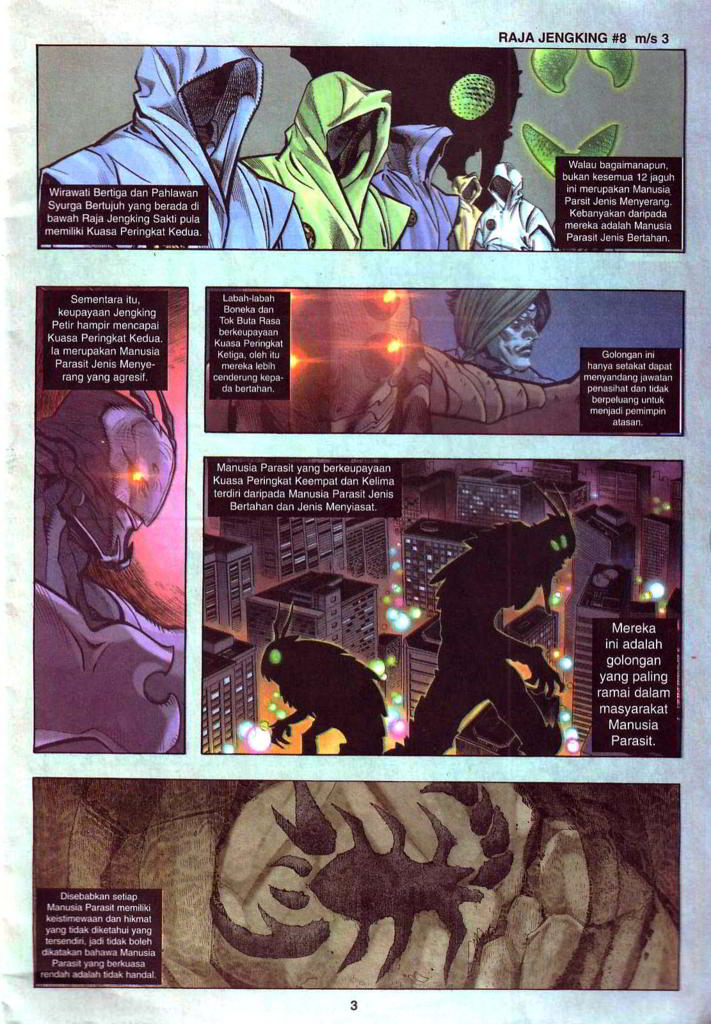 RAJA JENGKING #8 m/s 3
Wirawati Bertiga dan Pahlawan
Syurga Bertujuh yang berada di
bawah Raja Jengking Sakti pula
memiliki Kuasa Peringkat Kedua.
Walau bagaimanapun,
bukan kesemua 12 jaguh
ini merupakan Manusia
Parsit Jenis Menyerang.
Kebanyakan daripada
mereka adalah Manusia
Parasit Jenis Bertahan.
Sementara itu,
keupayaan Jengking
Petir hampir mencapai
Kuasa Peringkat Kedua.
Ia merupakan Manusia
Parasit Jenis Menye-
rang yang agresif.
Labah-labah
Boneka dan
Tok Buta Rasa
berkeupayaan
Kuasa Peringkat
Ketiga, oleh itu
mereka lebih
cenderung kepa-
da bertahan.
Golongan ini
hanya setakat dapat
menyandang jawatan
penasihat dan tidak
berpeluang untuk
menjadi pemimpin
atasan.
Manusia Parasit yang berkeupayaan
Kuasa Peringkat Keempat dan Kelima
terdiri daripada Manusia Parasit Jenis
Bertahan dan Jenis Menyiasat.
Mereka
ini adalah
golongan
yang paling
ramai dalam
masyarakat
Manusia
Parasit.
Disebabkan setiap
Manusia Parasit memiliki
keistimewaan dan hikmat
yang tidak diketahui yang
tersendiri, jadi tidak boleh
dikatakan bahawa Manusia
Parasit yang berkuasa
rendah adalah tidak handal.
3